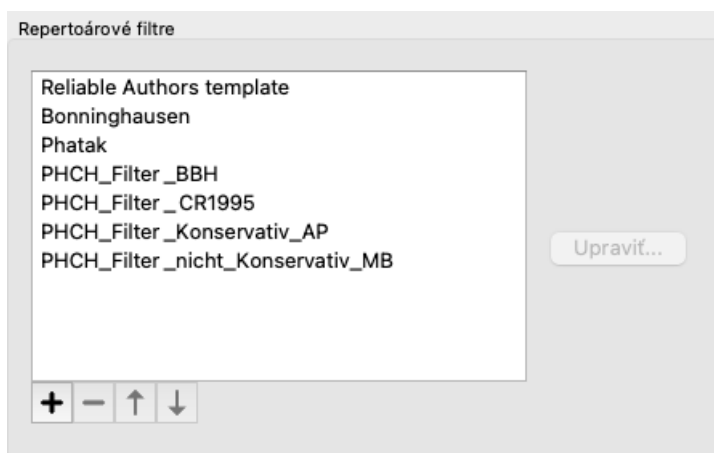 Repertoárové filtre
Reliable Authors template
Bonninghausen
Phatak
PHCH_Filter_BBH
PHCH_Filter_CR1995
PHCH_Filter_Konservativ_AP
PHCH_Filter_nicht_Konservativ_MB
Upraviť...